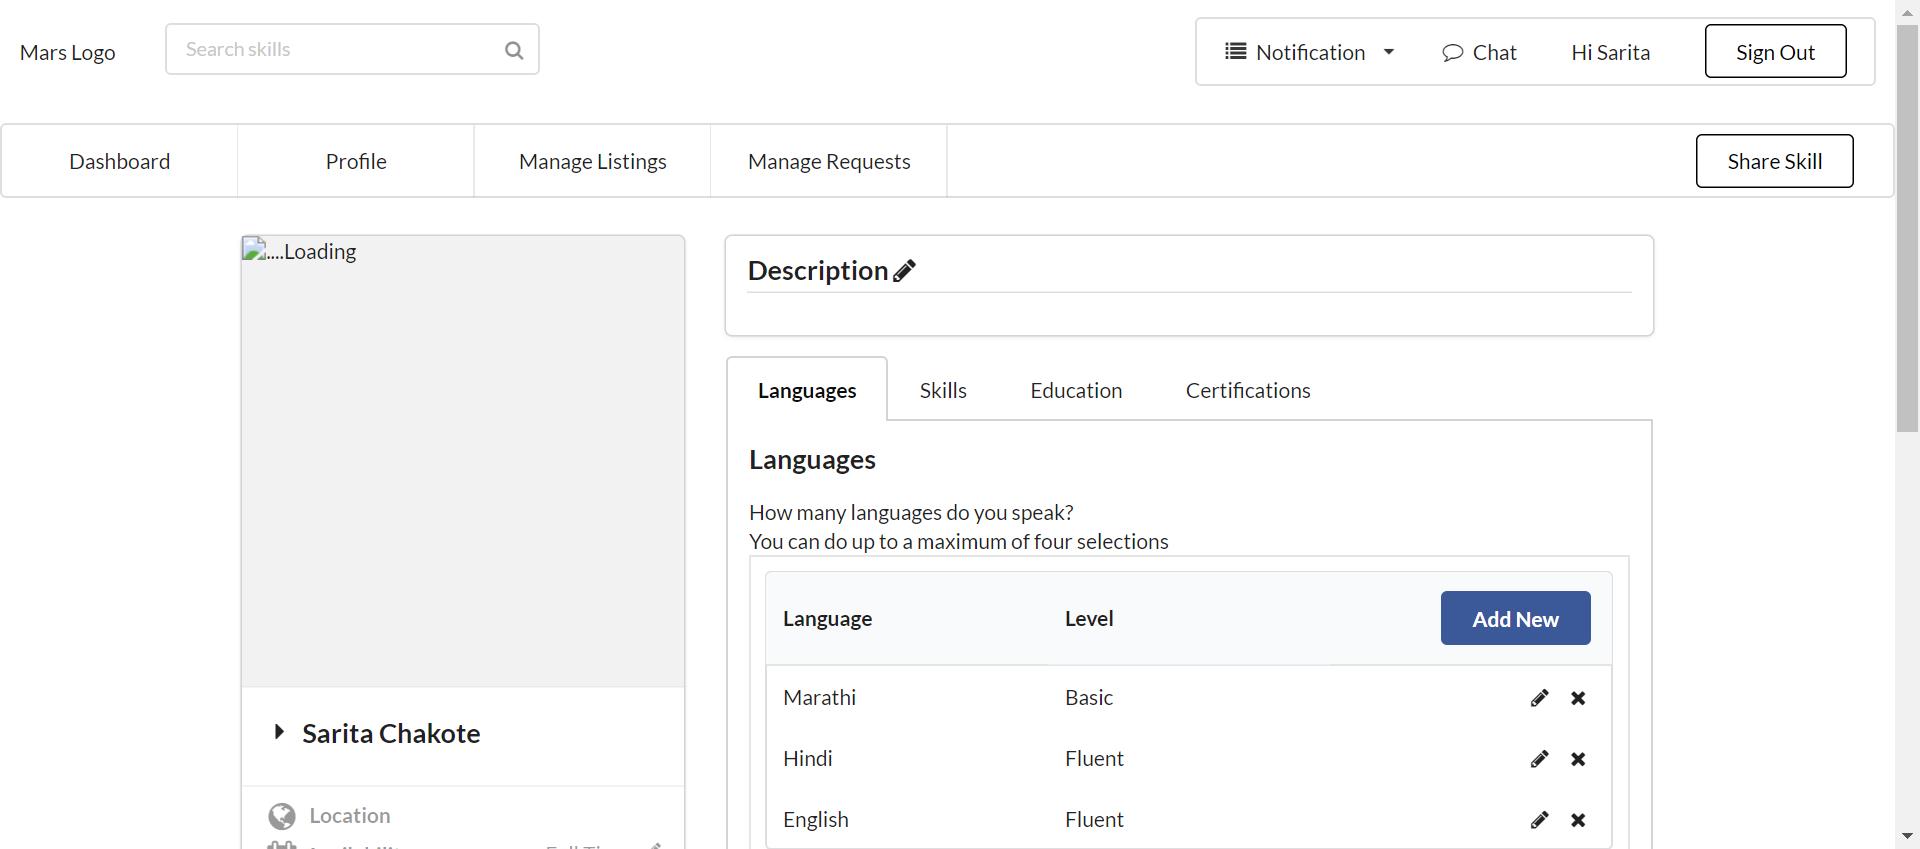 Mars Logo
Search skills
Notification
Chat
Hi Sarita
Sign Out
Dashboard
Profile
Manage Listings
Manage Requests
Share Skill
....Loading
Sarita Chakote
Location
Description
Languages
Skills
Education
Certifications
Languages
How many languages do you speak?
You can do up to a maximum of four selections
Language Level Add New
Marathi Basic
Hindi Fluent
English Fluent